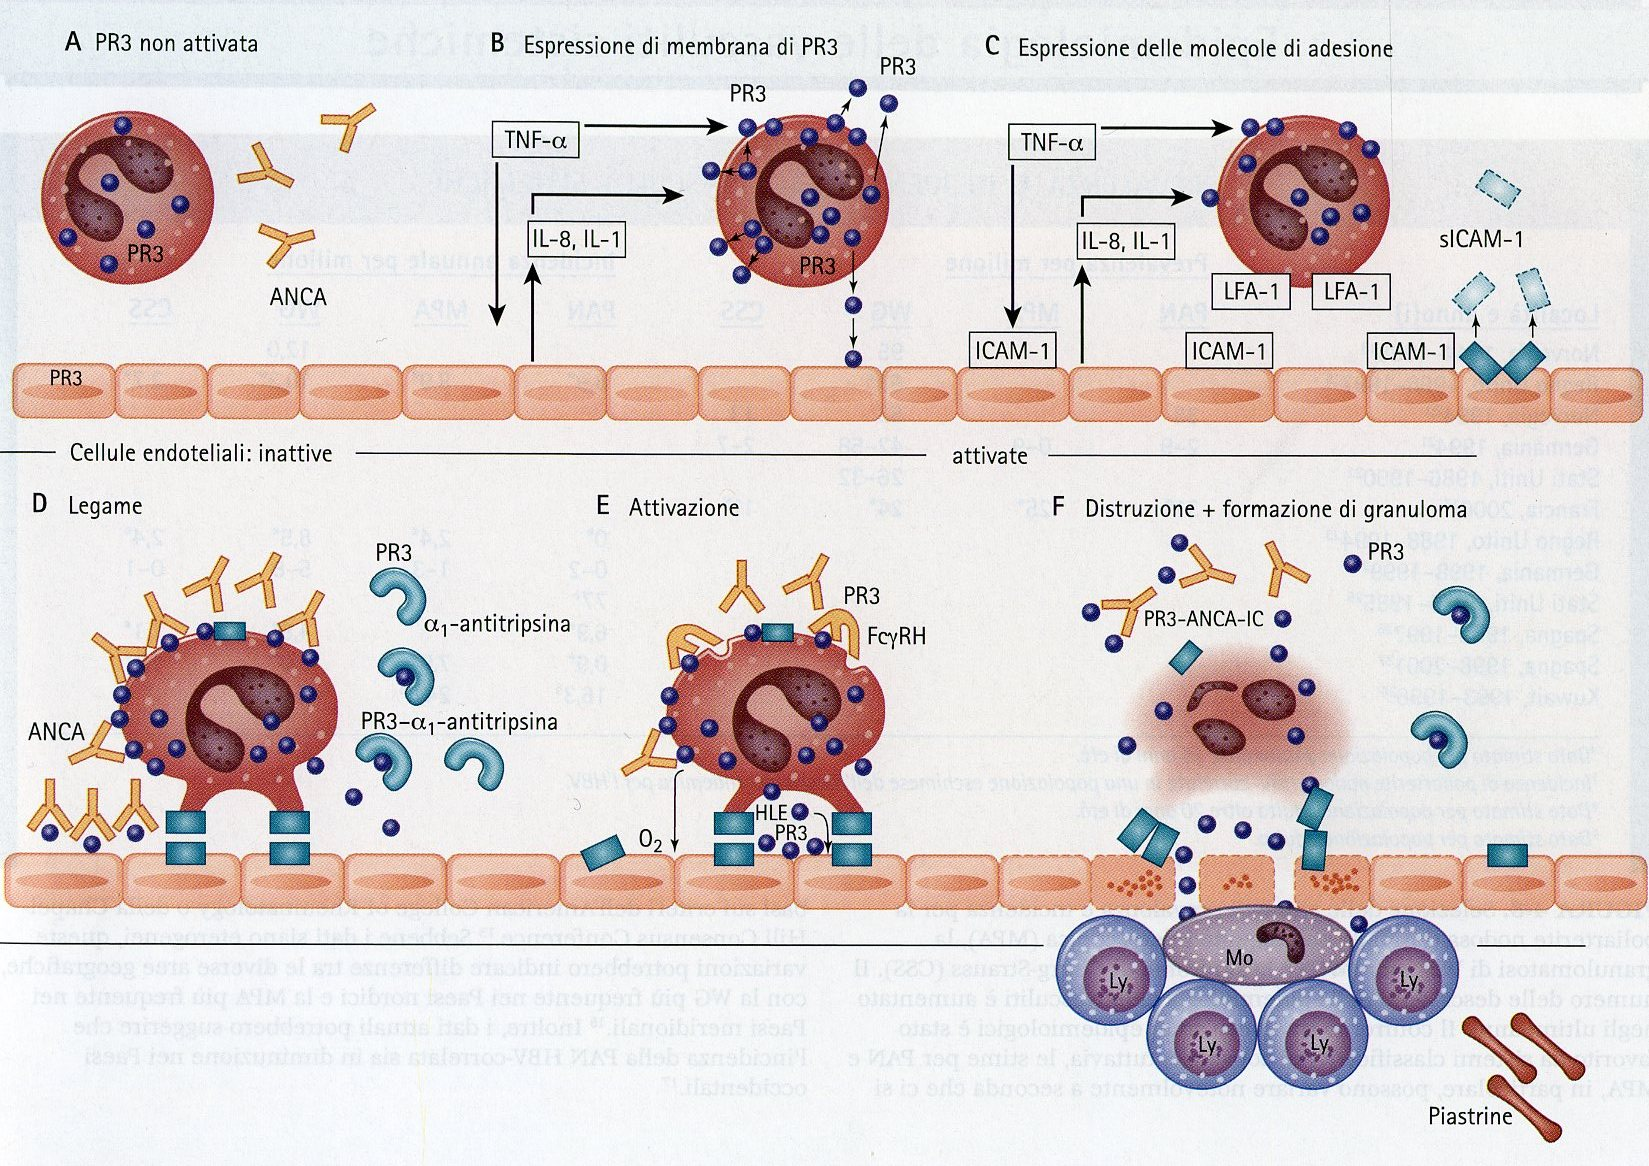 A PR3 non attivata
B Espressione di membrana di PR3
C Espressione delle molecole di adesione
PR3
PR3
TNF-α
TNF-α
IL-8, IL-1
IL-8, IL-1
PR3
PR3
ANCA
sICAM-1
LFA-1
LFA-1
ICAM-1
ICAM-1
ICAM-1
PR3
Cellule endoteliali: inattive
attivate
D Legame
E Attivazione
F Distruzione + formazione di granuloma
PR3
α1-antitripsina
PR3
FcγRH
PR3
PR3-ANCA-IC
ANCA
PR3–α1-antitripsina
O2
HLE
PR3
Mo
Ly
Ly
Ly
Ly
Piastrine